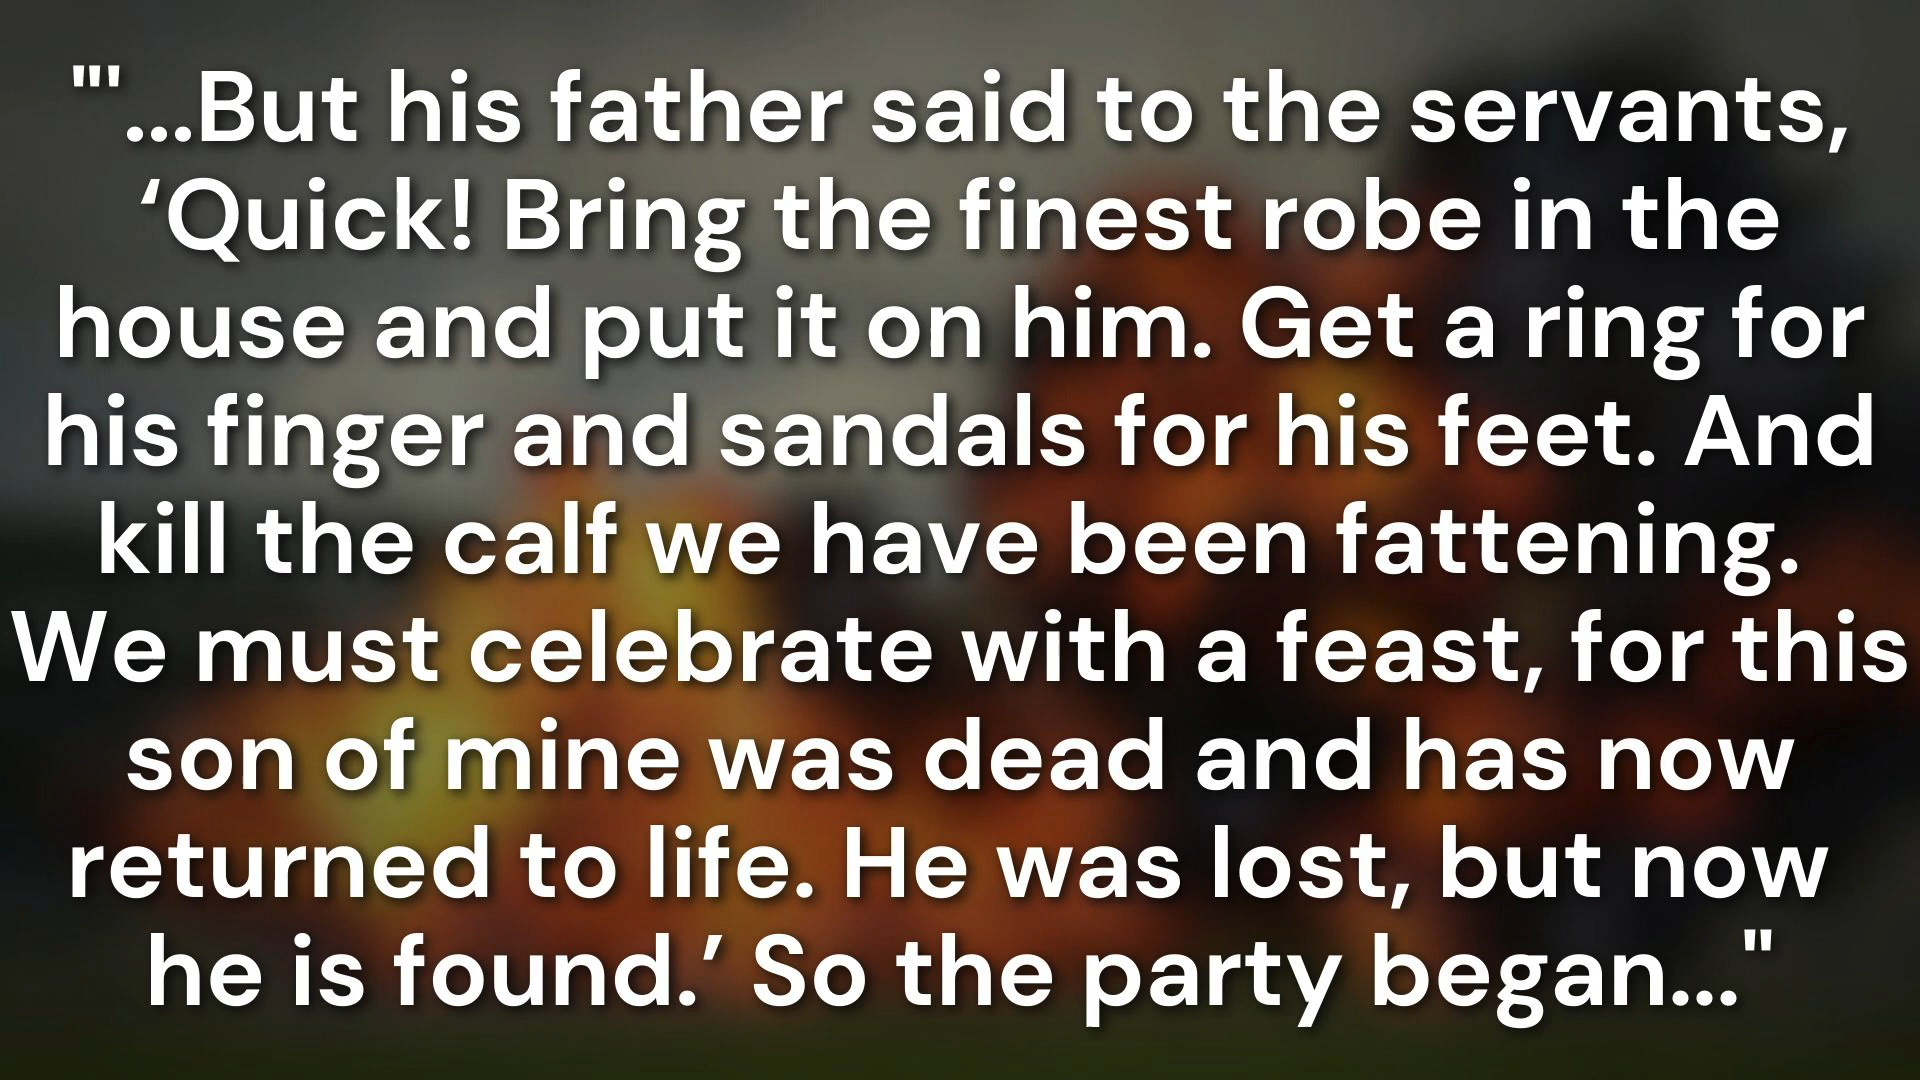 "'...But his father said to the servants,
‘Quick! Bring the finest robe in the
house and put it on him. Get a ring for
his finger and sandals for his feet. And
kill the calf we have been fattening.
We must celebrate with a feast, for this
son of mine was dead and has now
returned to life. He was lost, but now
he is found.’ So the party began..."